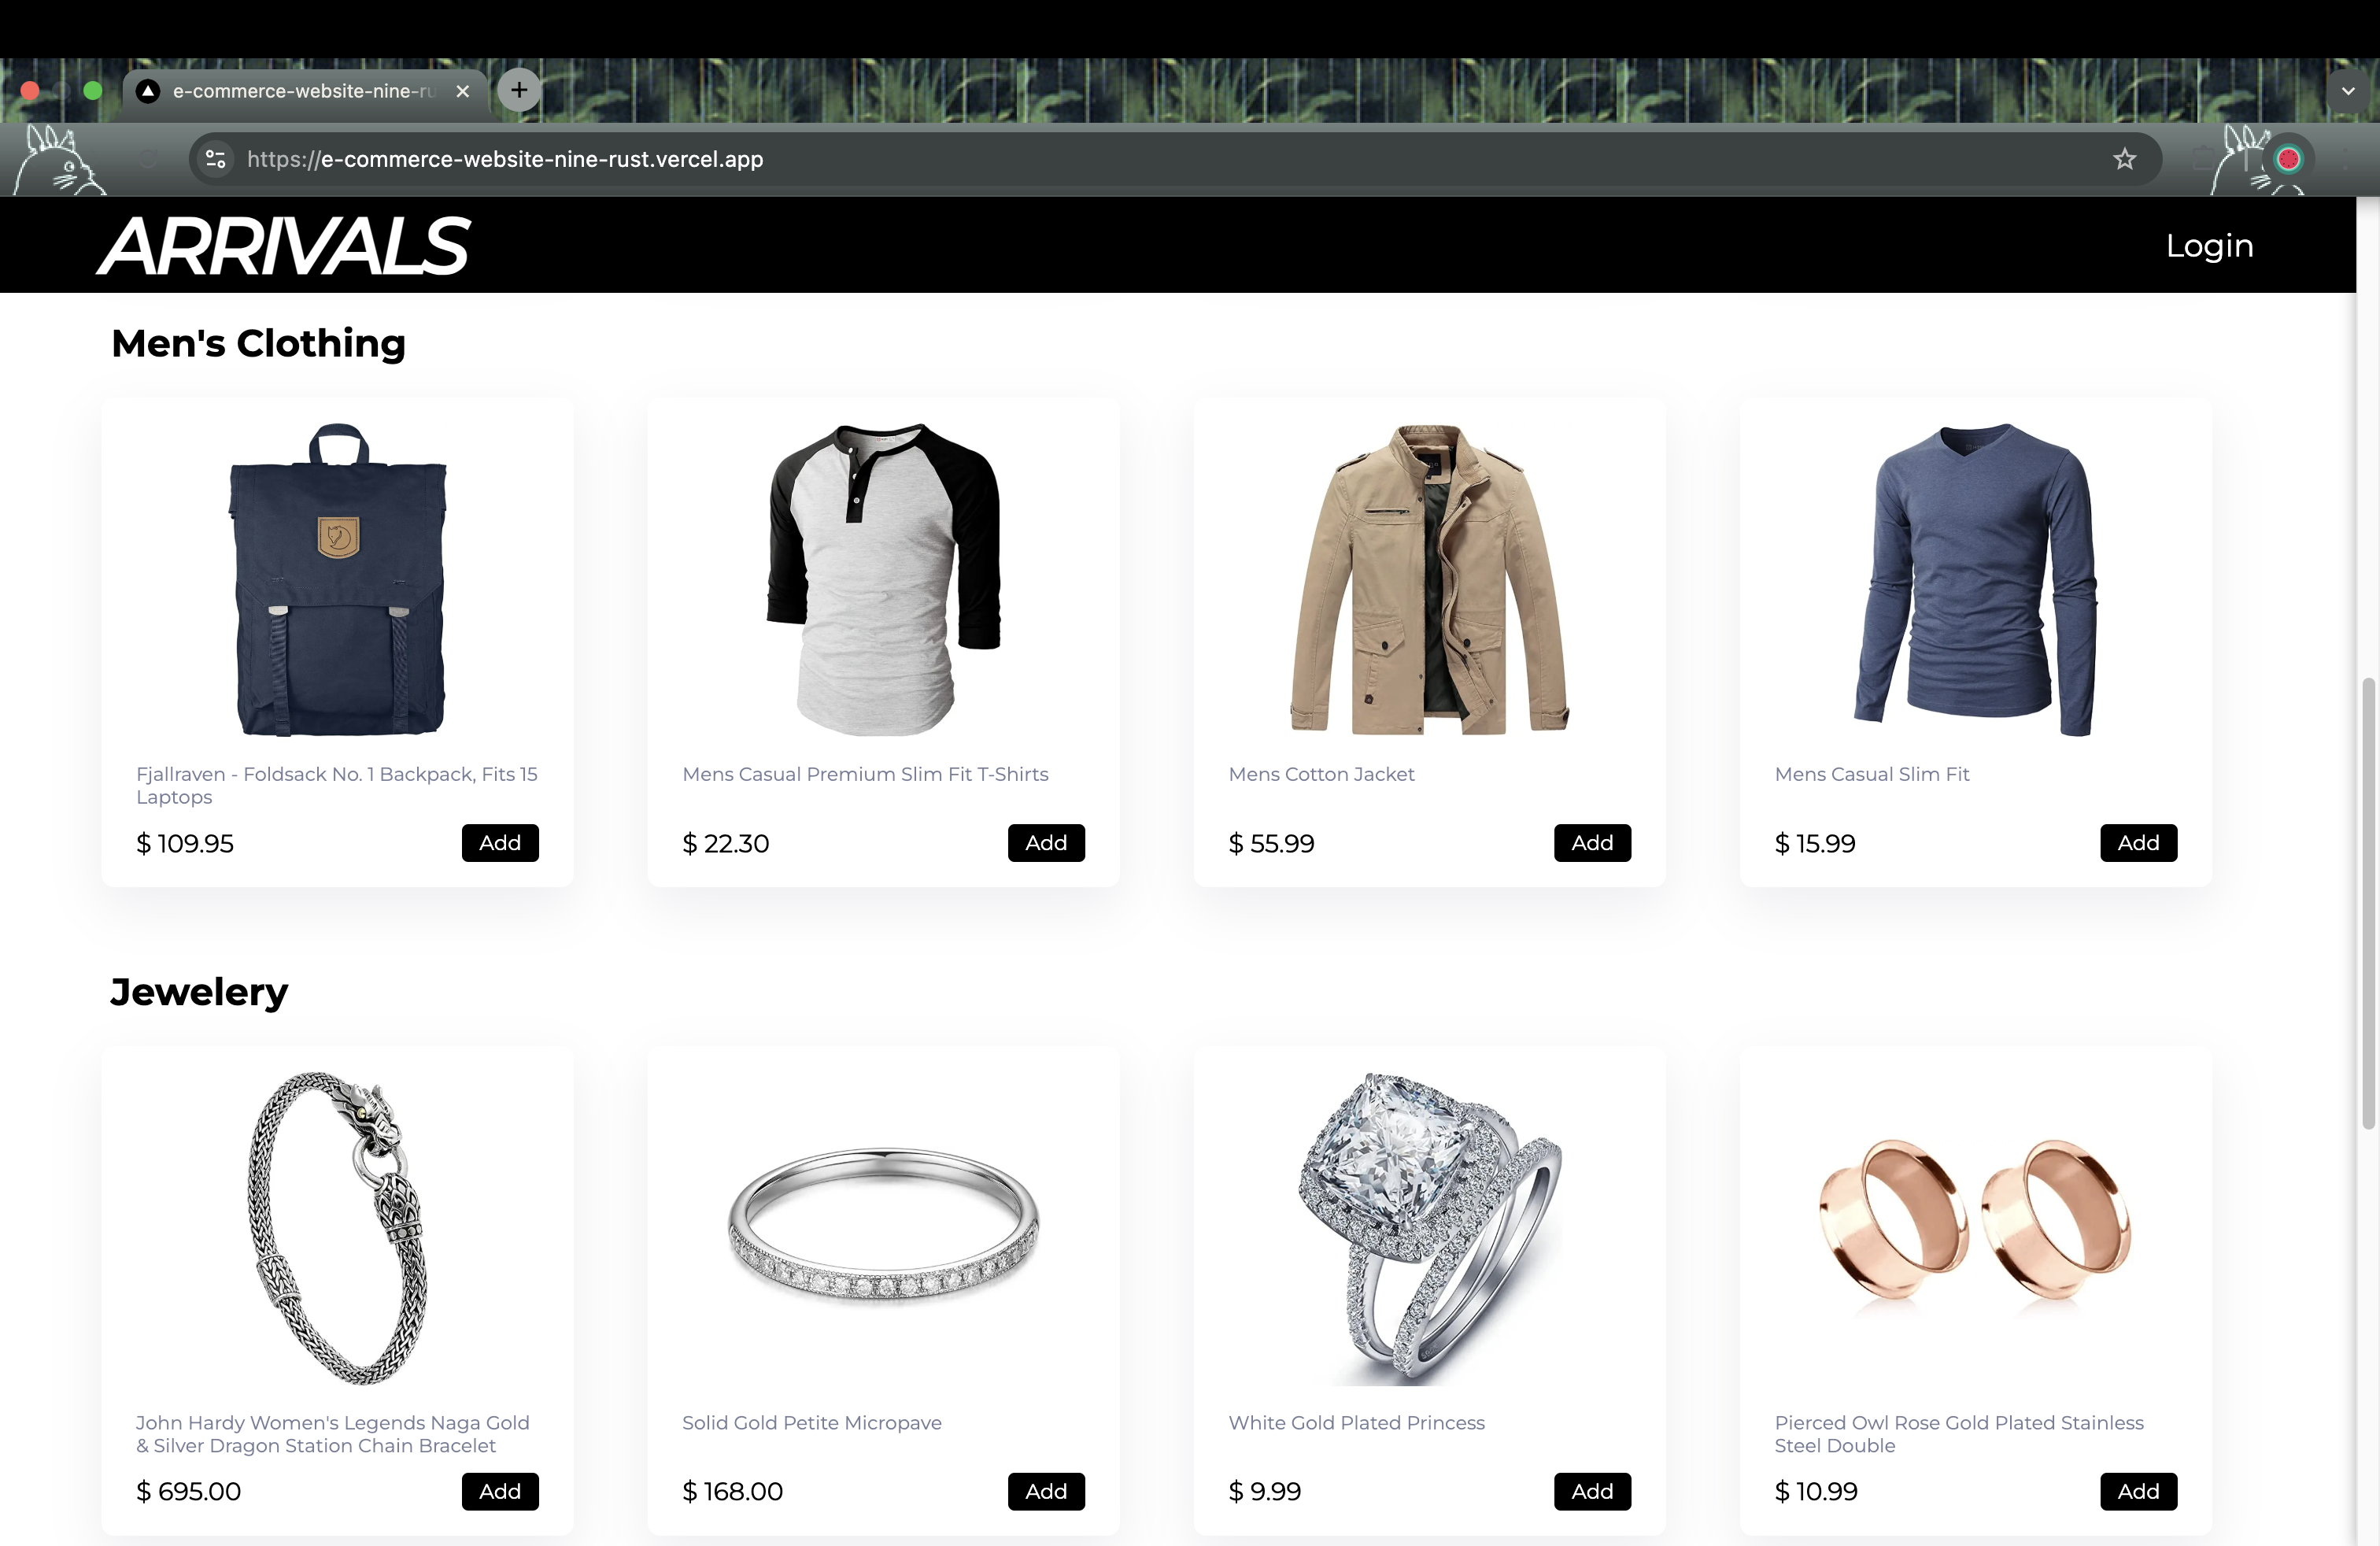 e-commerce-website-nine-ru
https://e-commerce-website-nine-rust.vercel.app
ARRIVALS
Login
Men's Clothing
Fjallraven - Foldsack No. 1 Backpack, Fits 15
Laptops
$ 109.95
Add
Mens Casual Premium Slim Fit T-Shirts
$ 22.30
Add
Mens Cotton Jacket
$ 55.99
Add
Mens Casual Slim Fit
$ 15.99
Add
Jewelery
John Hardy Women's Legends Naga Gold
& Silver Dragon Station Chain Bracelet
$ 695.00
Add
Solid Gold Petite Micropave
$ 168.00
Add
White Gold Plated Princess
$ 9.99
Add
Pierced Owl Rose Gold Plated Stainless
Steel Double
$ 10.99
Add